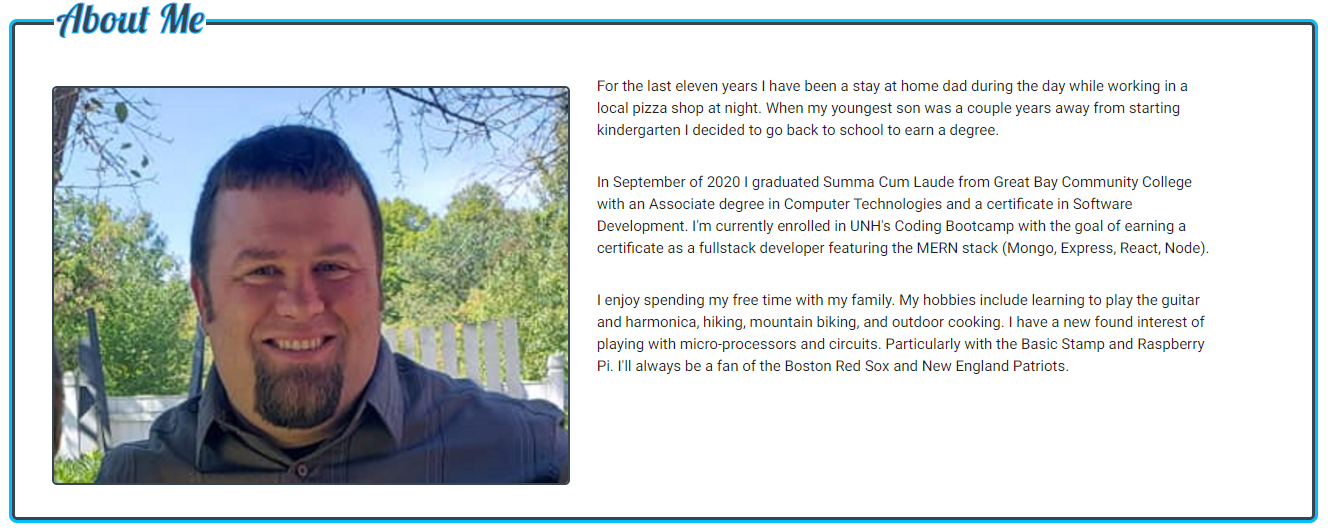 About Me
For the last eleven years I have been a stay at home dad during the day while working in a
local pizza shop at night. When my youngest son was a couple years away from starting
kindergarten I decided to go back to school to earn a degree.
In September of 2020 I graduated Summa Cum Laude from Great Bay Community College
with an Associate degree in Computer Technologies and a certificate in Software
Development. I'm currently enrolled in UNH's Coding Bootcamp with the goal of earning a
certificate as a fullstack developer featuring the MERN stack (Mongo, Express, React, Node).
I enjoy spending my free time with my family. My hobbies include learning to play the guitar
and harmonica, hiking, mountain biking, and outdoor cooking. I have a new found interest of
playing with micro-processors and circuits. Particularly with the Basic Stamp and Raspberry
Pi. I'll always be a fan of the Boston Red Sox and New England Patriots.